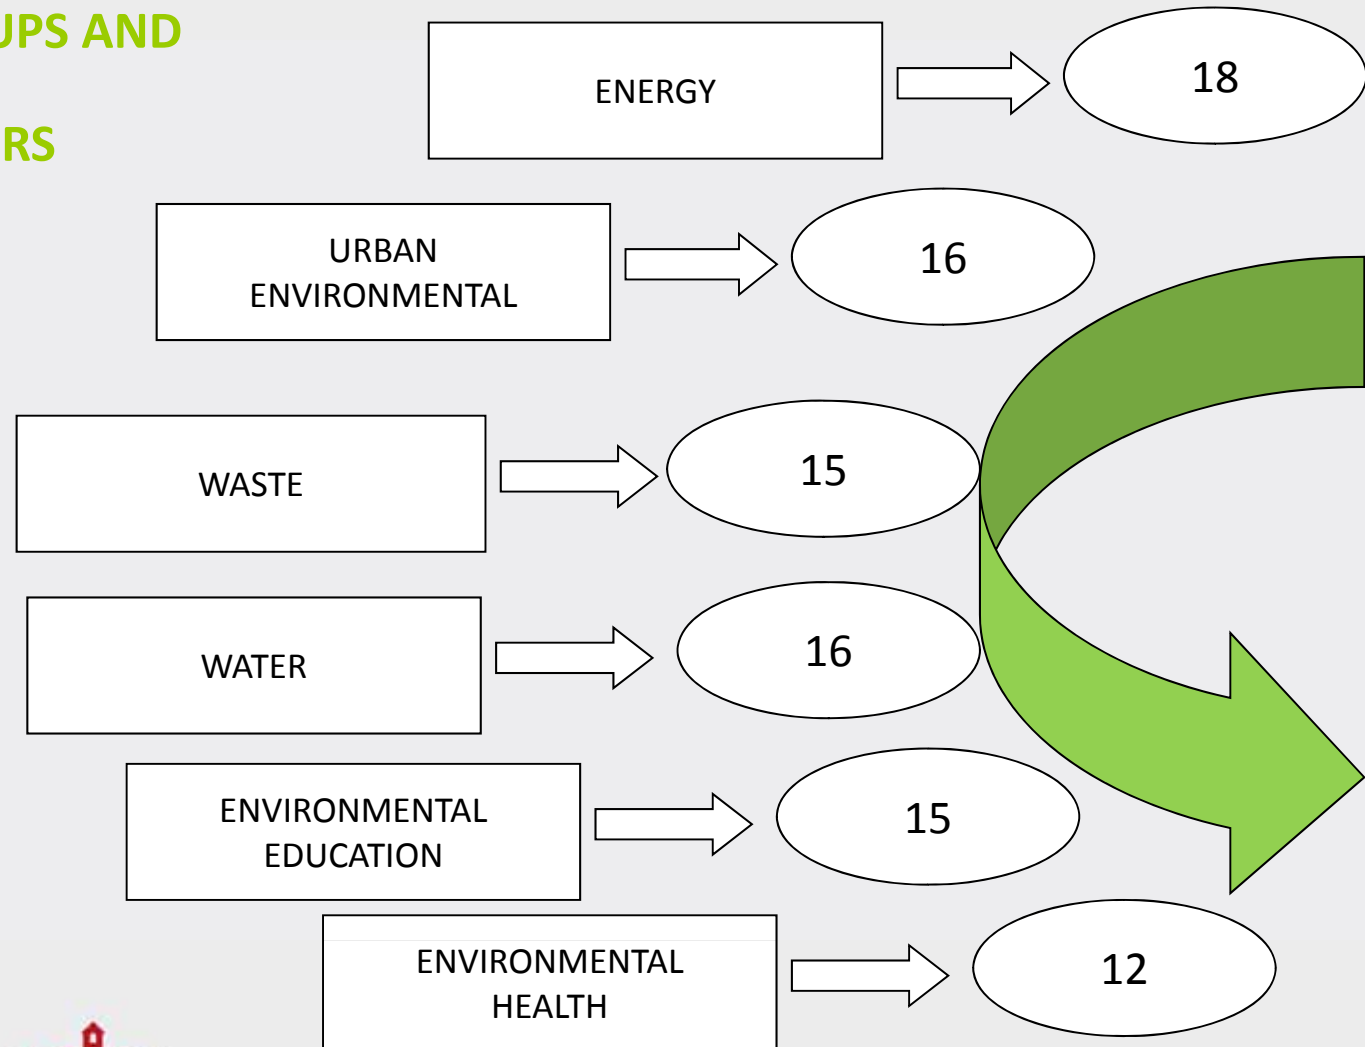 UPS AND
RS
ENERGY
18
URBAN
ENVIRONMENTAL
16
WASTE
15
WATER
16
ENVIRONMENTAL
EDUCATION
15
ENVIRONMENTAL
HEALTH
12